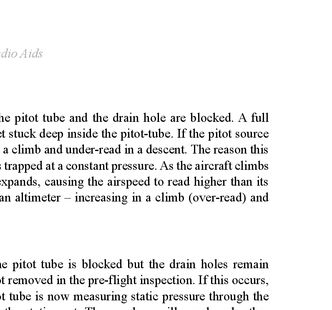 dio Aids
he pitot tube and the drain hole are blocked. A full
t stuck deep inside the pitot-tube. If the pitot source
a climb and under-read in a descent. The reason this
trapped at a constant pressure. As the aircraft climbs
expands, causing the airspeed to read higher than its
an altimeter – increasing in a climb (over-read) and
e pitot tube is blocked but the drain holes remain
t removed in the pre-flight inspection. If this occurs,
t tube is now measuring static pressure through the